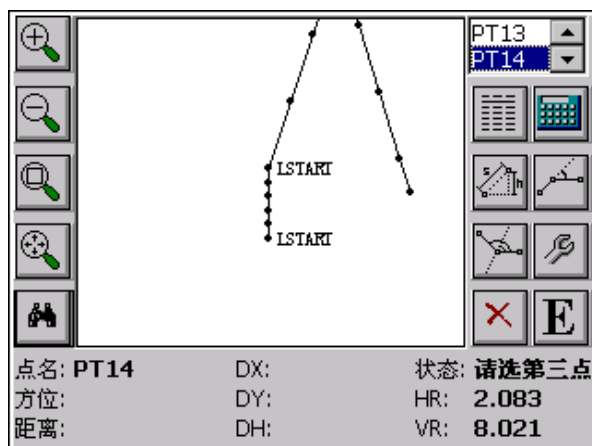 PT13
PT14
s
h
LSTART
LSTART
E
点名: PT14 DX: 状态: 请选第三点
方位: DY: HR: 2.083
距离: DH: VR: 8.021